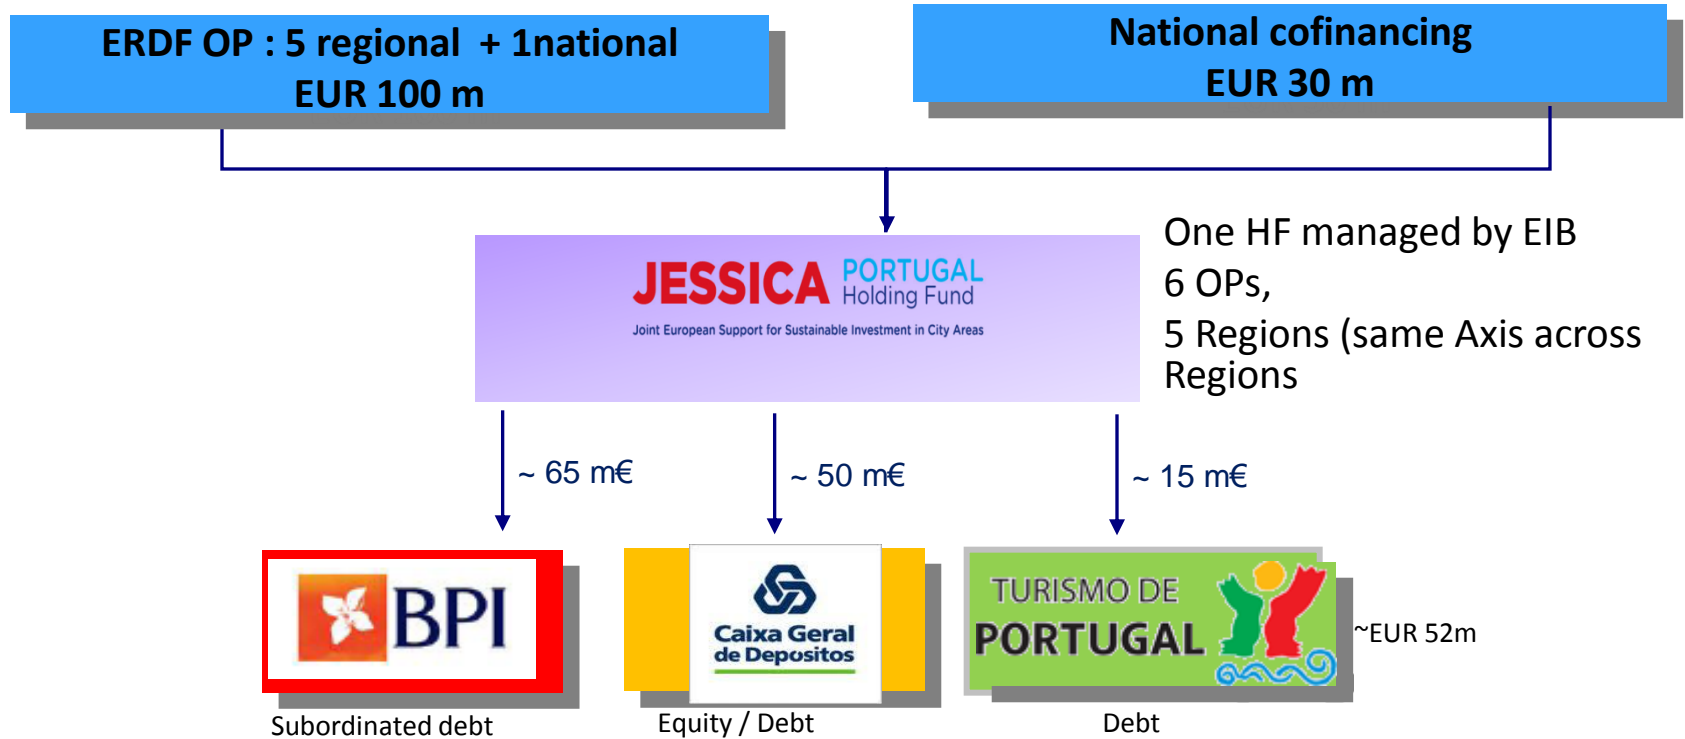 ERDF OP : 5 regional + 1national
EUR 100 m
National cofinancing
EUR 30 m
JESSICA PORTUGAL
Holding Fund
Joint European Support for Sustainable Investment in City Areas
One HF managed by EIB
6 OPs,
5 Regions (same Axis across
Regions
~ 65 m€
~ 50 m€
~ 15 m€
BPI
Caixa Geral
de Depositos
TURISMO DE
PORTUGAL
~EUR 52m
Subordinated debt
Equity / Debt
Debt